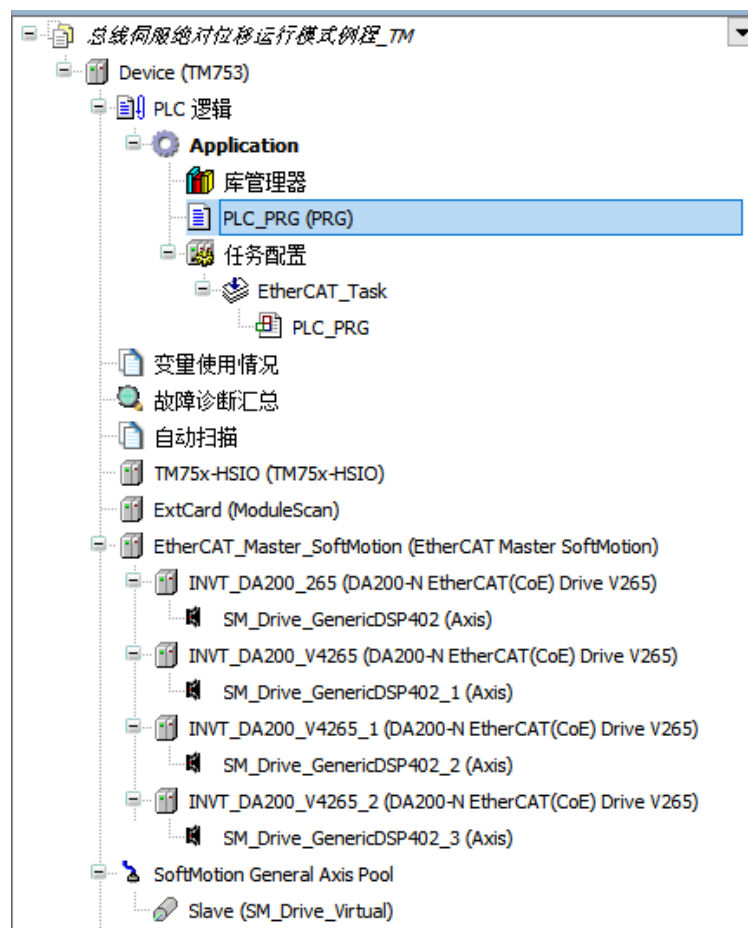 总线伺服绝对位移运行模式例程_TM
Device (TM753)
PLC 逻辑
Application
库管理器
PLC_PRG (PRG)
任务配置
EtherCAT_Task
PLC_PRG
变量使用情况
故障诊断汇总
自动扫描
TM75x-HSIO (TM75x-HSIO)
ExtCard (ModuleScan)
EtherCAT_Master_SoftMotion (EtherCAT Master SoftMotion)
INVT_DA200_265 (DA200-N EtherCAT(CoE) Drive V265)
SM_Drive_GenericDSP402 (Axis)
INVT_DA200_V4265 (DA200-N EtherCAT(CoE) Drive V265)
SM_Drive_GenericDSP402_1 (Axis)
INVT_DA200_V4265_1 (DA200-N EtherCAT(CoE) Drive V265)
SM_Drive_GenericDSP402_2 (Axis)
INVT_DA200_V4265_2 (DA200-N EtherCAT(CoE) Drive V265)
SM_Drive_GenericDSP402_3 (Axis)
SoftMotion General Axis Pool
Slave (SM_Drive_Virtual)